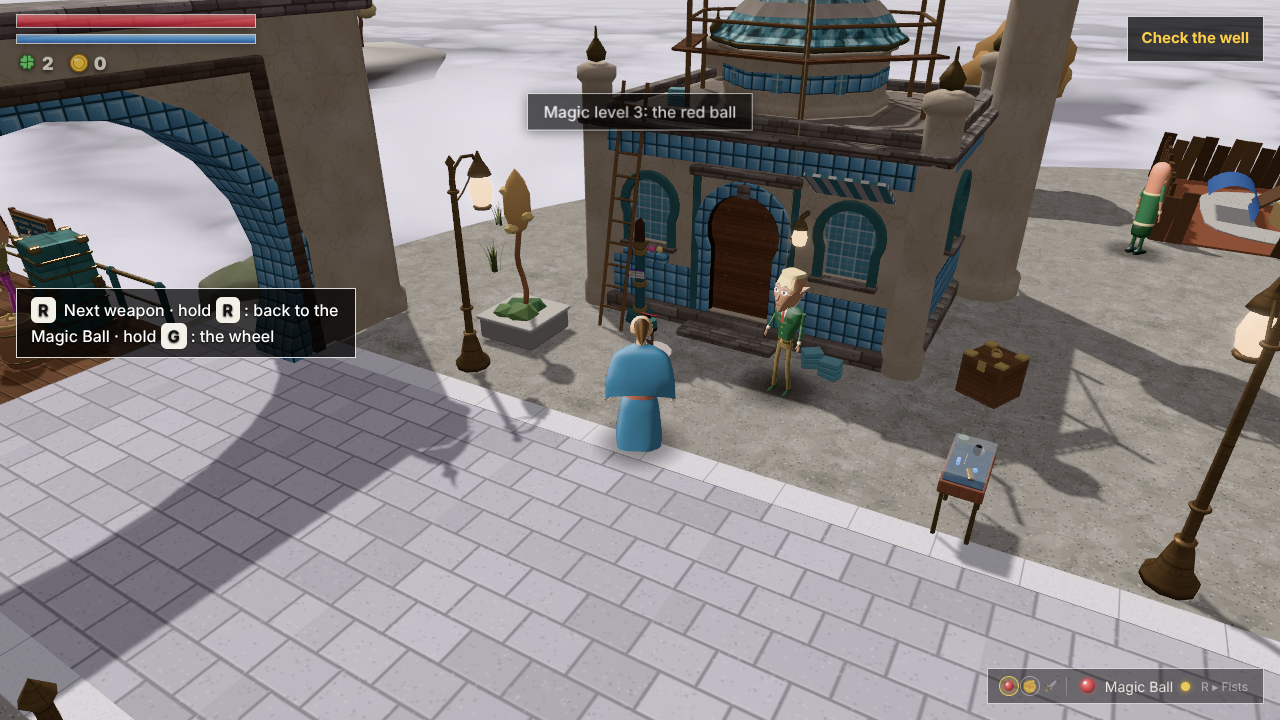 2 0
Check the well
Magic level 3: the red ball
R Next weapon · hold R : back to the
Magic Ball · hold G : the wheel
Magic Ball R ▸ Fists